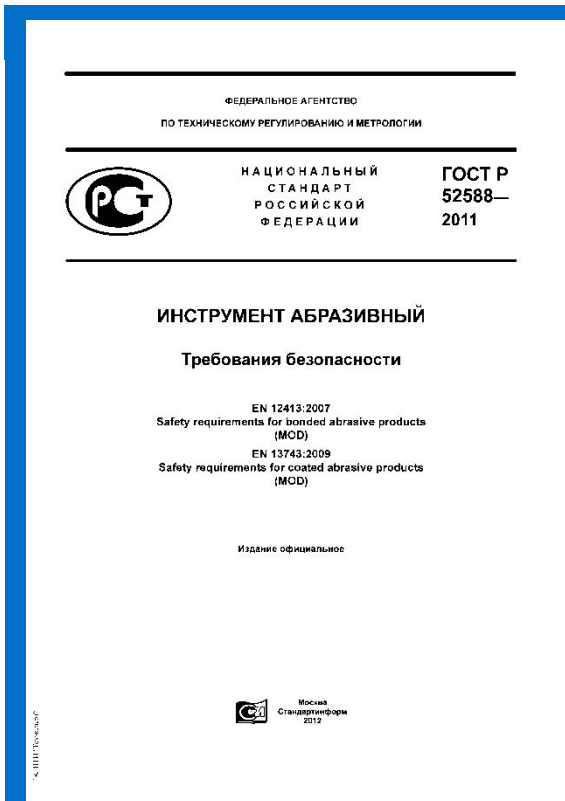 ФЕДЕРАЛЬНОЕ АГЕНТСТВО
ПО ТЕХНИЧЕСКОМУ РЕГУЛИРОВАНИЮ И МЕТРОЛОГИИ
РСТ
НАЦИОНАЛЬНЫЙ
СТАНДАРТ
РОССИЙСКОЙ
ФЕДЕРАЦИИ
ГОСТ Р
52588—
2011
ИНСТРУМЕНТ АБРАЗИВНЫЙ
Требования безопасности
EN 12413:2007
Safety requirements for bonded abrasive products
(MOD)
EN 13743:2009
Safety requirements for coated abrasive products
(MOD)
Издание официальное
Москва
Стандартинформ
2012